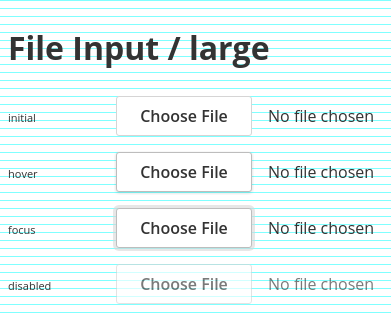 File Input / large
initial Choose File No file chosen
hover Choose File No file chosen
focus Choose File No file chosen
disabled Choose File No file chosen